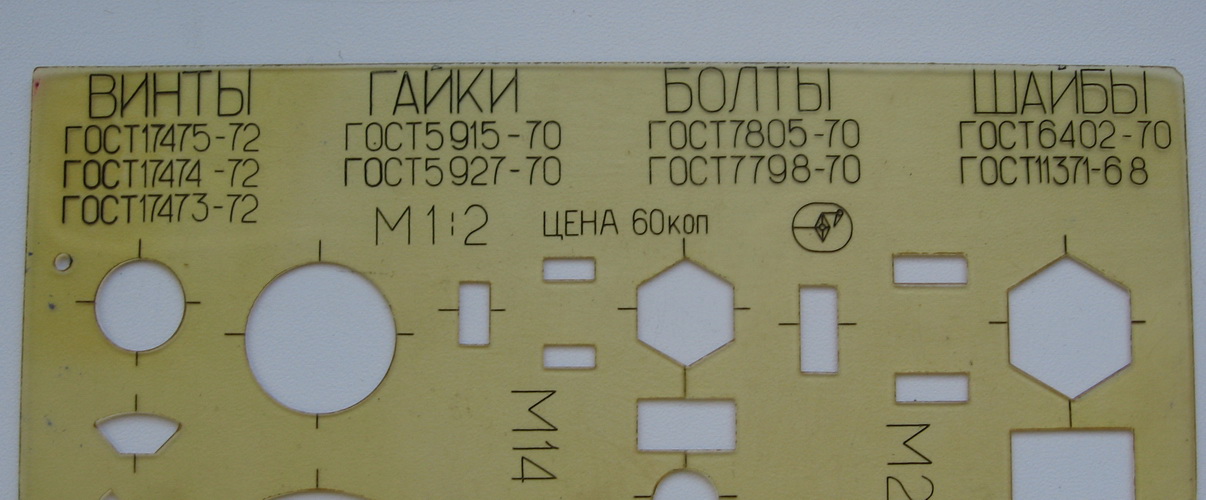 ВИНТЫ ГАЙКИ БОЛТЫ ШАЙБЫ
ГОСТ17475-72 ГОСТ5915-70 ГОСТ7805-70 ГОСТ6402-70
ГОСТ17474-72 ГОСТ5927-70 ГОСТ7798-70 ГОСТ11371-68
ГОСТ17473-72
М1:2 ЦЕНА 60коп
М14